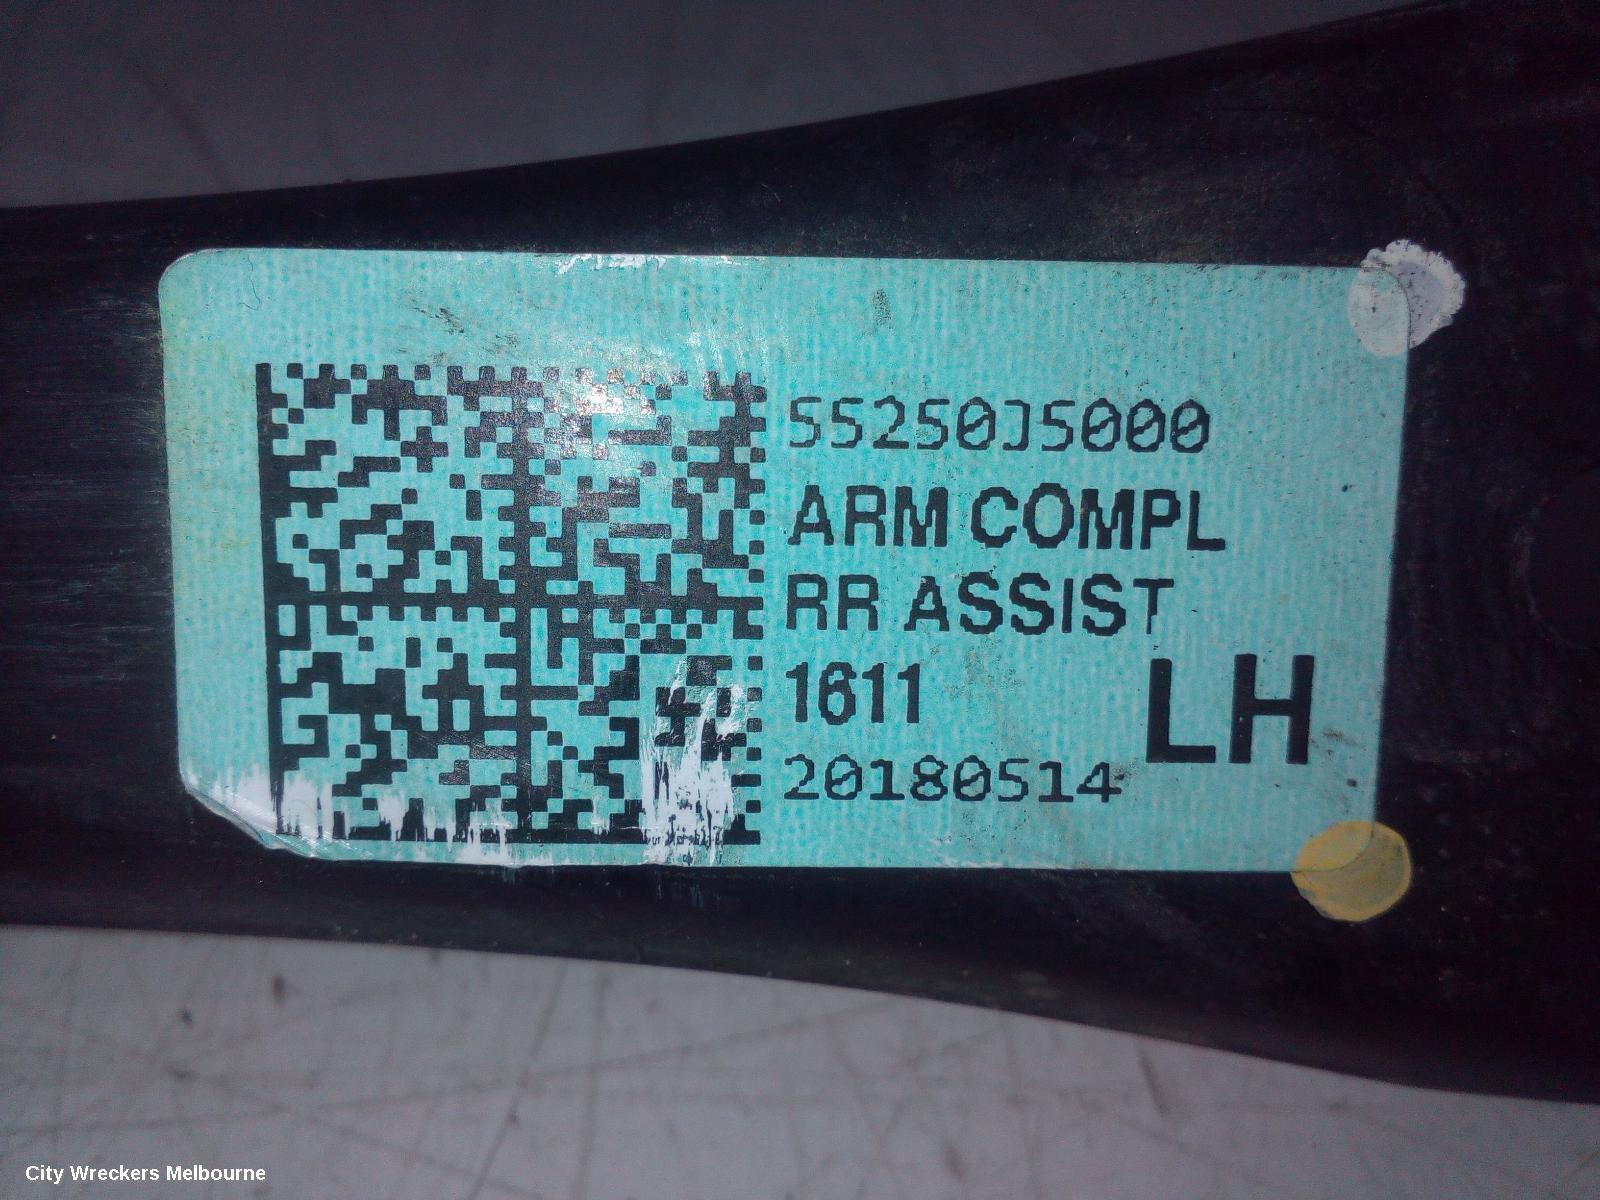 55250J5000
ARM COMPL
RR ASSIST
1611
LH
20180514
City Wreckers Melbourne